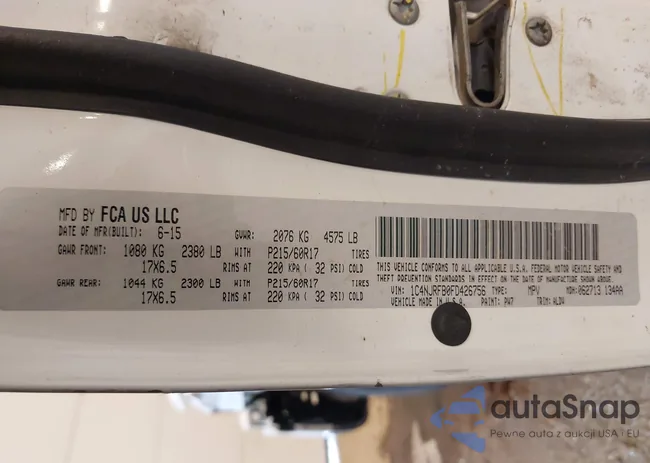 MFD BY FCA US LLC
DATE OF MFR(BUILT): 6-15 GVWR: 2076 KG 4575 LB
GAWR FRONT: 1080 KG 2380 LB WITH P215/60R17 TIRES
17X6.5 RIMS AT 220 KPA ( 32 PSI) COLD
GAWR REAR: 1044 KG 2300 LB WITH P215/60R17 TIRES
17X6.5 RIMS AT 220 KPA ( 32 PSI) COLD
THIS VEHICLE CONFORMS TO ALL APPLICABLE U.S.A. FEDERAL MOTOR VEHICLE SAFETY AND
THEFT PREVENTION STANDARDS IN EFFECT ON THE DATE OF MANUFACTURE SHOWN ABOVE.
VIN: 1C4NJRFB0FD426756 TYPE: MPV MDH: 062713 134AA
MADE IN U.S.A. PAINT: PW7 TRIM: ALDV
autaSnap
Pewne auta z aukcji USA i EU